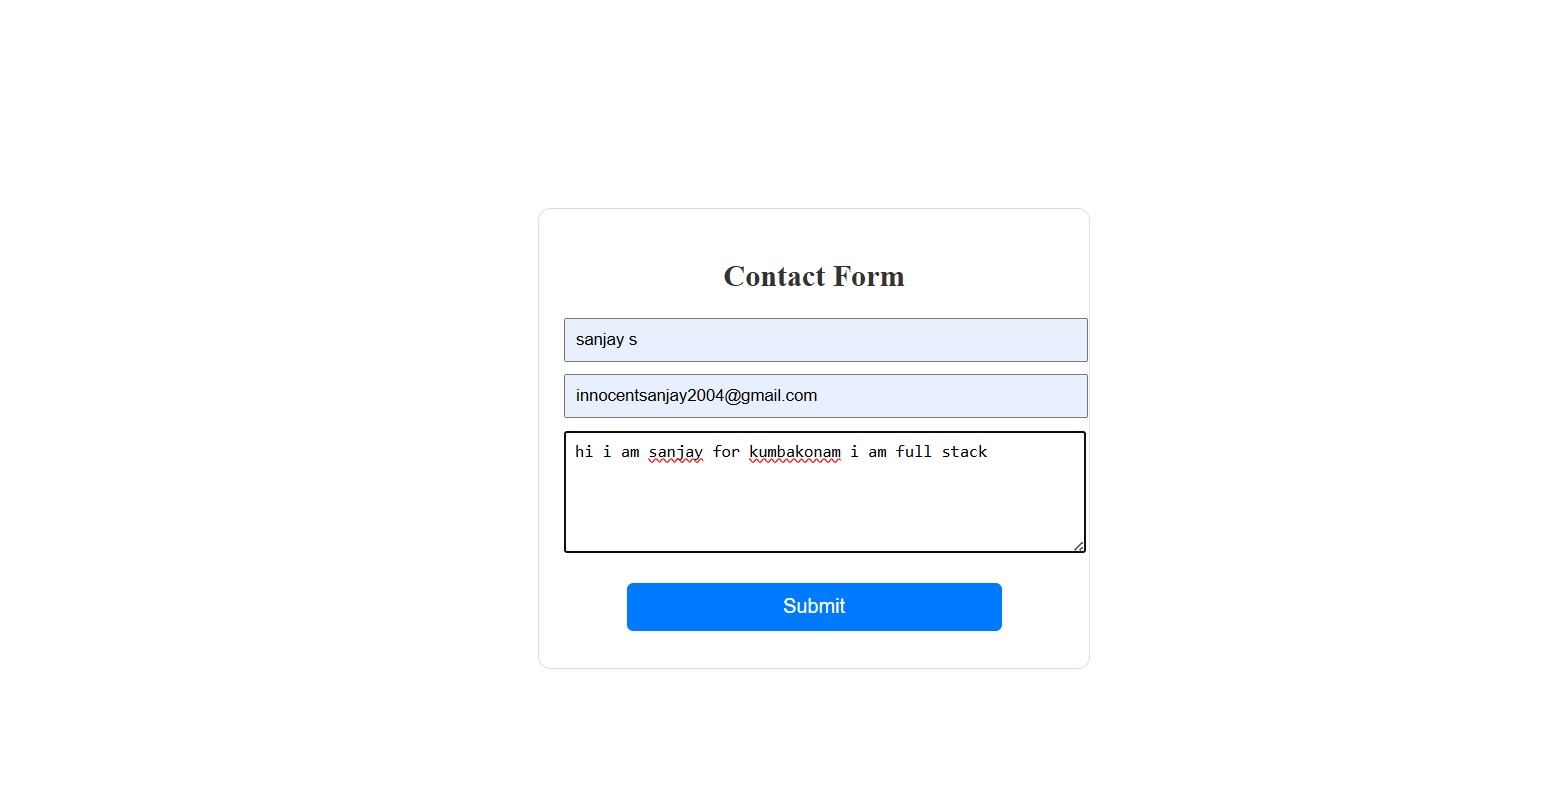 Contact Form
sanjay s
innocentsanjay2004@gmail.com
hi i am sanjay for kumbakonam i am full stack
Submit